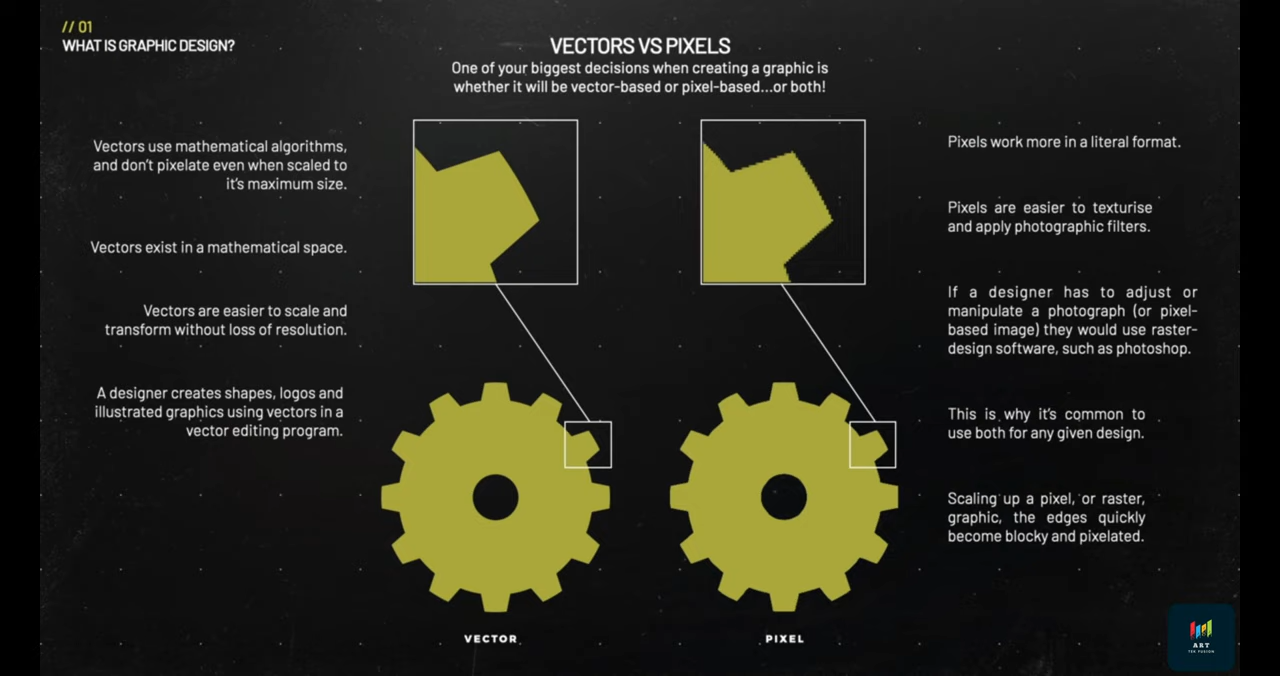 // 01
WHAT IS GRAPHIC DESIGN?
VECTORS VS PIXELS
One of your biggest decisions when creating a graphic is
whether it will be vector-based or pixel-based...or both!
Vectors use mathematical algorithms,
and don't pixelate even when scaled to
it's maximum size.
Vectors exist in a mathematical space.
Vectors are easier to scale and
transform without loss of resolution.
A designer creates shapes, logos and
illustrated graphics using vectors in a
vector editing program.
Pixels work more in a literal format.
Pixels are easier to texturise
and apply photographic filters.
If a designer has to adjust or
manipulate a photograph (or pixel-
based image) they would use raster-
design software, such as photoshop.
This is why it's common to
use both for any given design.
Scaling up a pixel, or raster,
graphic, the edges quickly
become blocky and pixelated.
VECTOR
PIXEL
ART
TEK FUSION